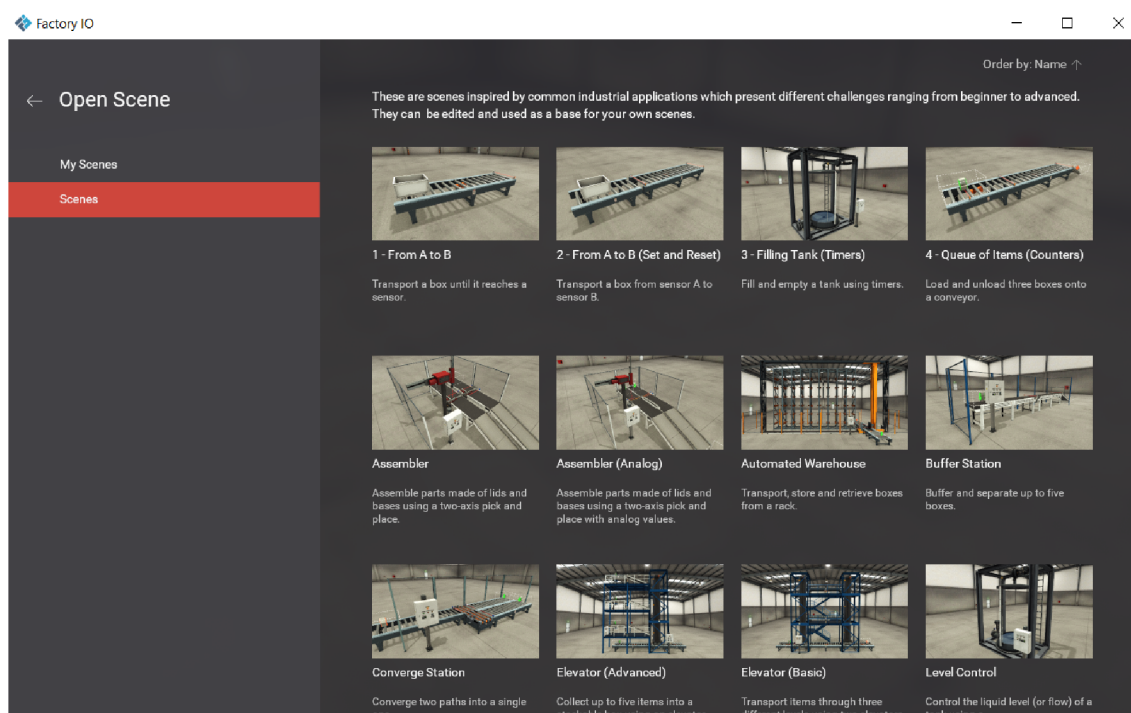 Factory IO
Order by: Name ↑
← Open Scene
These are scenes inspired by common industrial applications which present different challenges ranging from beginner to advanced.
They can be edited and used as a base for your own scenes.
My Scenes
Scenes
1 - From A to B
Transport a box until it reaches a
sensor.
2 - From A to B (Set and Reset)
Transport a box from sensor A to
sensor B.
3 - Filling Tank (Timers)
Fill and empty a tank using timers.
4 - Queue of Items (Counters)
Load and unload three boxes onto
a conveyor.
Assembler
Assemble parts made of lids and
bases using a two-axis pick and
place.
Assembler (Analog)
Assemble parts made of lids and
bases using a two-axis pick and
place with analog values.
Automated Warehouse
Transport, store and retrieve boxes
from a rack.
Buffer Station
Buffer and separate up to five
boxes.
Converge Station
Converge two paths into a single
Elevator (Advanced)
Collect up to five items into a
Elevator (Basic)
Transport items through three
Level Control
Control the liquid level (or flow) of a